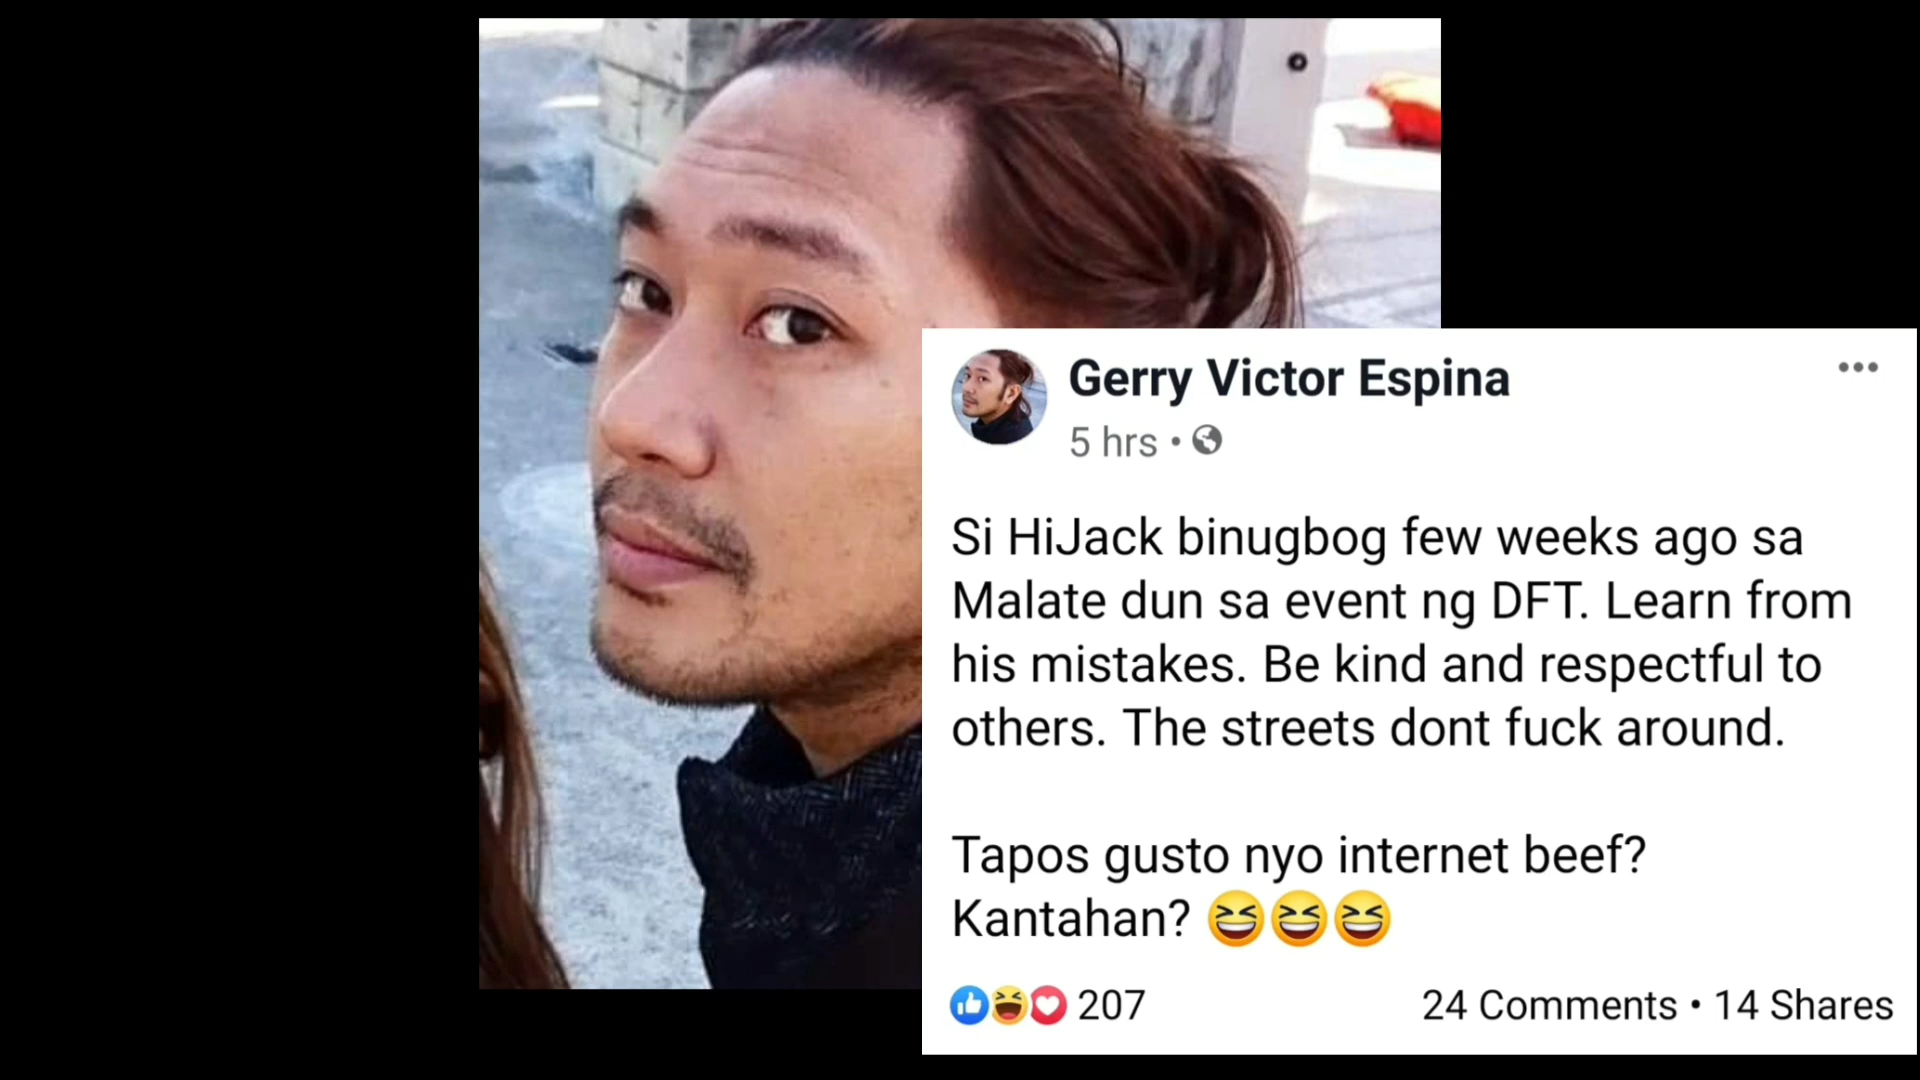 Gerry Victor Espina
5 hrs
Si HiJack binugbog few weeks ago sa
Malate dun sa event ng DFT. Learn from
his mistakes. Be kind and respectful to
others. The streets dont fuck around.
Tapos gusto nyo internet beef?
Kantahan? 😆😆😆
207
24 Comments • 14 Shares